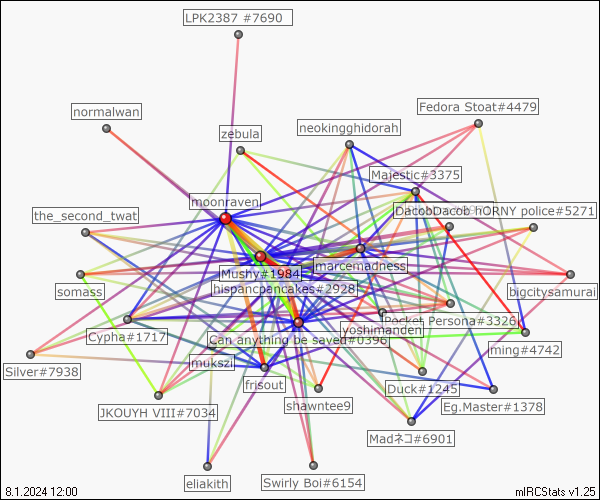 LPK2387 #7690
Fedora Stoat#4479
normalwan
neokingghidorah
zebula
Majestic#3375
moonraven
DacobDacob
HORNY police#5271
the_second_twat
marcemadness
Mushy#1984
hispancpancakes#2928
somass
bigcitysamurai
Pocket Persona#3326
yoshimanden
Cypha#1717
Can anything be saved#0396
ming#4742
mukszi
Silver#7938
frisout
Duck#1245
shawntee9
Eg.Master#1378
JKOUYH VIII#7034
Madネコ#6901
eliakith
Swirly Boi#6154
8.1.2024 12:00
mIRCStats v1.25